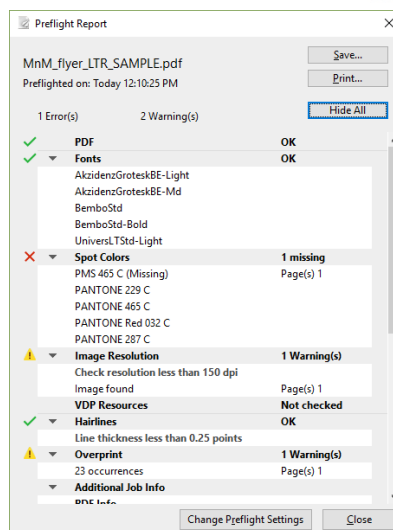 Preflight Report
MnM_flyer_LTR_SAMPLE.pdf
Save...
Preflighted on: Today 12:10:25 PM
Print...
1 Error(s) 2 Warning(s)
Hide All
PDF OK
Fonts OK
AkzidenzGroteskBE-Light
AkzidenzGroteskBE-Md
BemboStd
BemboStd-Bold
UniversLTStd-Light
Spot Colors 1 missing
PMS 465 C (Missing) Page(s) 1
PANTONE 229 C
PANTONE 465 C
PANTONE Red 032 C
PANTONE 287 C
Image Resolution 1 Warning(s)
Check resolution less than 150 dpi
Image found Page(s) 1
VDP Resources Not checked
Hairlines OK
Line thickness less than 0.25 points
Overprint 1 Warning(s)
23 occurrences Page(s) 1
Additional Job Info
PDF Info
Change Preflight Settings Close